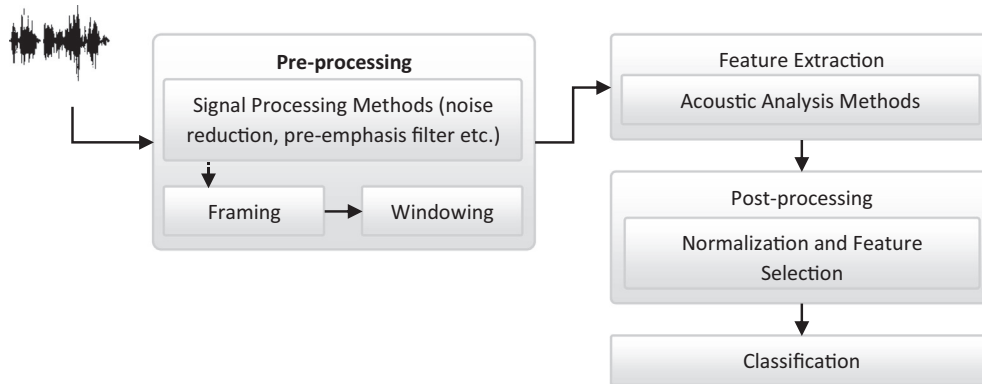 Pre-processing
Signal Processing Methods (noise
reduction, pre-emphasis filter etc.)
Framing
Windowing
Feature Extraction
Acoustic Analysis Methods
Post-processing
Normalization and Feature
Selection
Classification